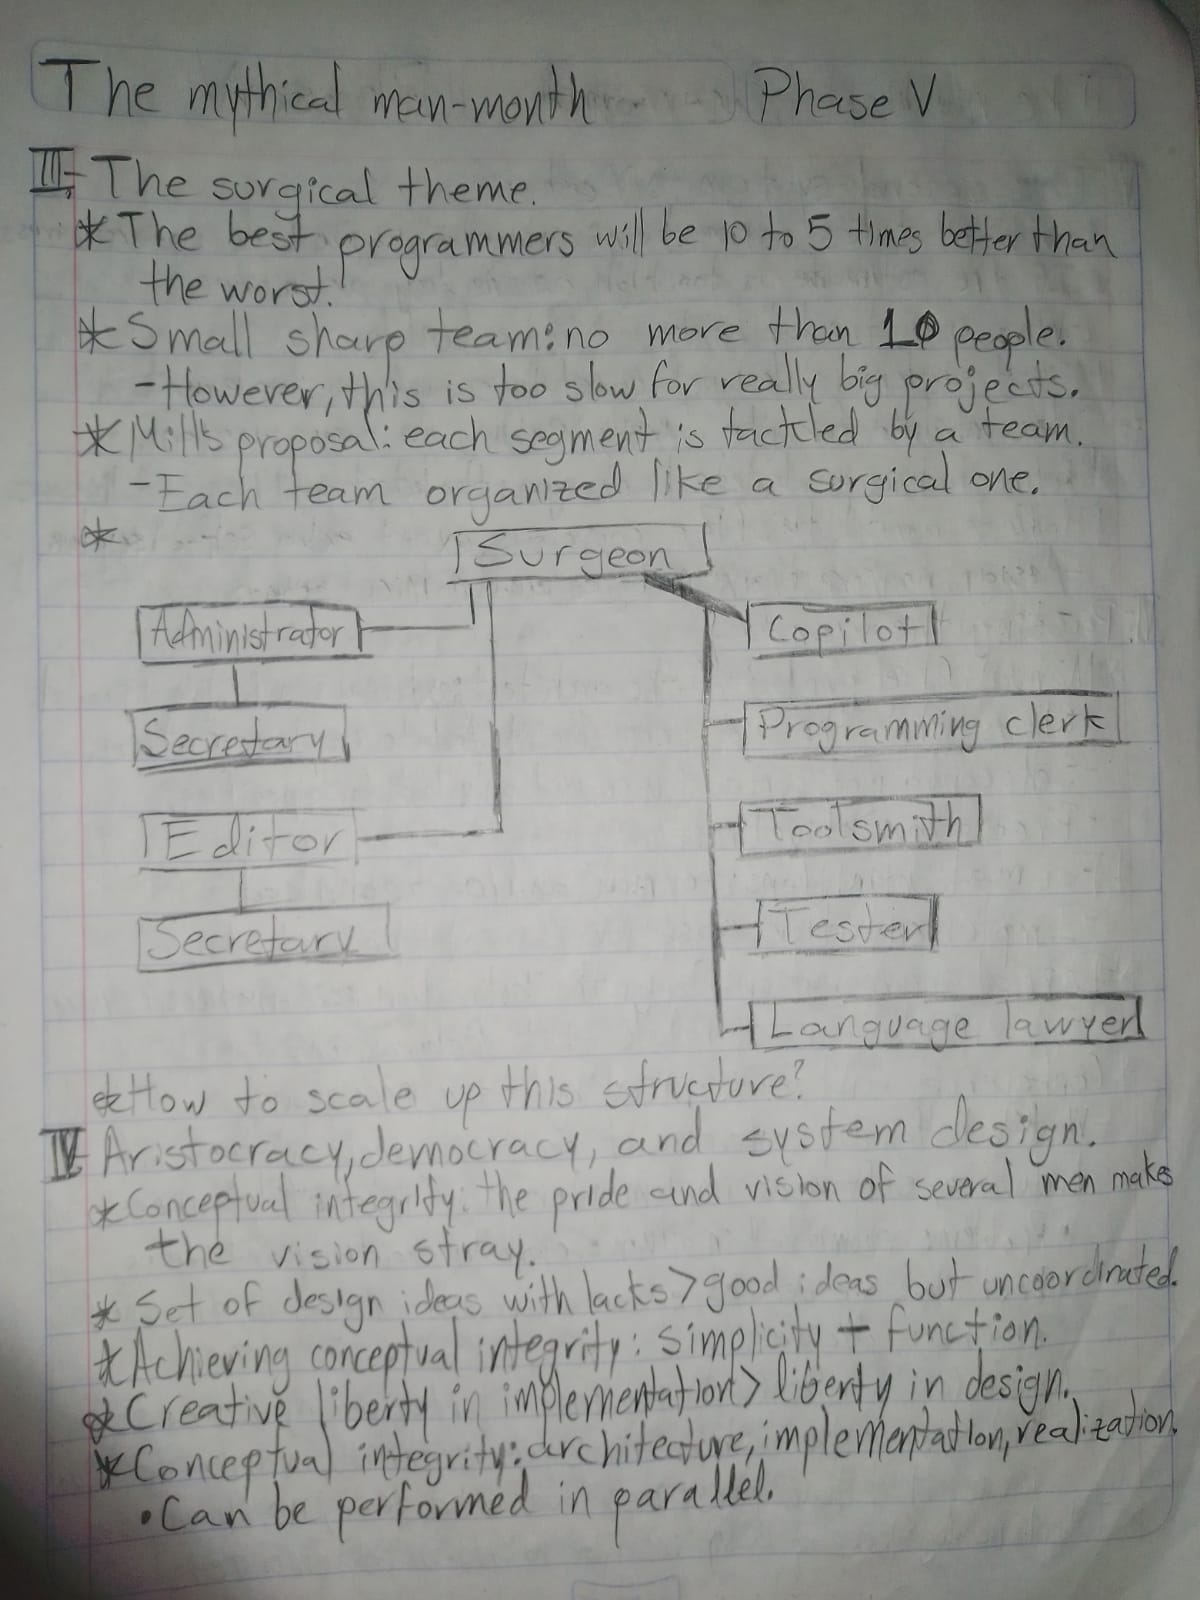 The mythical man-month Phase V
III- The surgical theme.
* The best programmers will be 10 to 5 times better than
the worst.
* Small sharp team: no more than 10 people.
- However, this is too slow for really big projects.
* Mill's proposal: each segment is tackled by a team.
- Each team organized like a surgical one.
*
Surgeon
Administrator Copilot
Secretary Programming clerk
Editor Toolsmith
Secretary Tester
Language lawyer
* How to scale up this structure?
IV- Aristocracy, democracy, and system design.
* Conceptual integrity: the pride and vision of several men makes
the vision stray.
* Set of design ideas with lacks > good ideas but uncoordinated.
* Achieving conceptual integrity: simplicity + function.
* Creative liberty in implementation > liberty in design.
* Conceptual integrity: architecture, implementation, realization.
• Can be performed in parallel.